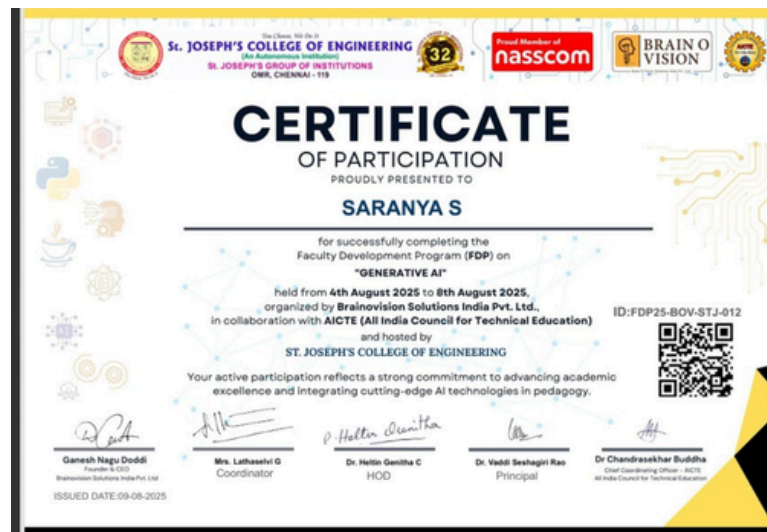 You Choose, We Do It
St. JOSEPH'S COLLEGE OF ENGINEERING
(An Autonomous Institution)
St. JOSEPH'S GROUP OF INSTITUTIONS
OMR, CHENNAI - 119
32
Proud Member of
nasscom
BRAIN O
VISION
AICTE
CERTIFICATE
OF PARTICIPATION
PROUDLY PRESENTED TO
SARANYA S
for successfully completing the
Faculty Development Program (FDP) on
"GENERATIVE AI"
held from 4th August 2025 to 8th August 2025,
organized by Brainovision Solutions India Pvt. Ltd.,
in collaboration with AICTE (All India Council for Technical Education)
and hosted by
ST. JOSEPH'S COLLEGE OF ENGINEERING
ID:FDP25-BOV-STJ-012
Your active participation reflects a strong commitment to advancing academic
excellence and integrating cutting-edge AI technologies in pedagogy.
Ganesh Nagu Doddi
Founder & CEO
Brainovision Solutions India Pvt. Ltd
Mrs. Lathaselvi G
Coordinator
Dr. Heltin Genitha C
HOD
Dr. Vaddi Seshagiri Rao
Principal
Dr Chandrasekhar Buddha
Chief Coordinating Officer - AICTE
All India Council for Technical Education
ISSUED DATE:09-08-2025